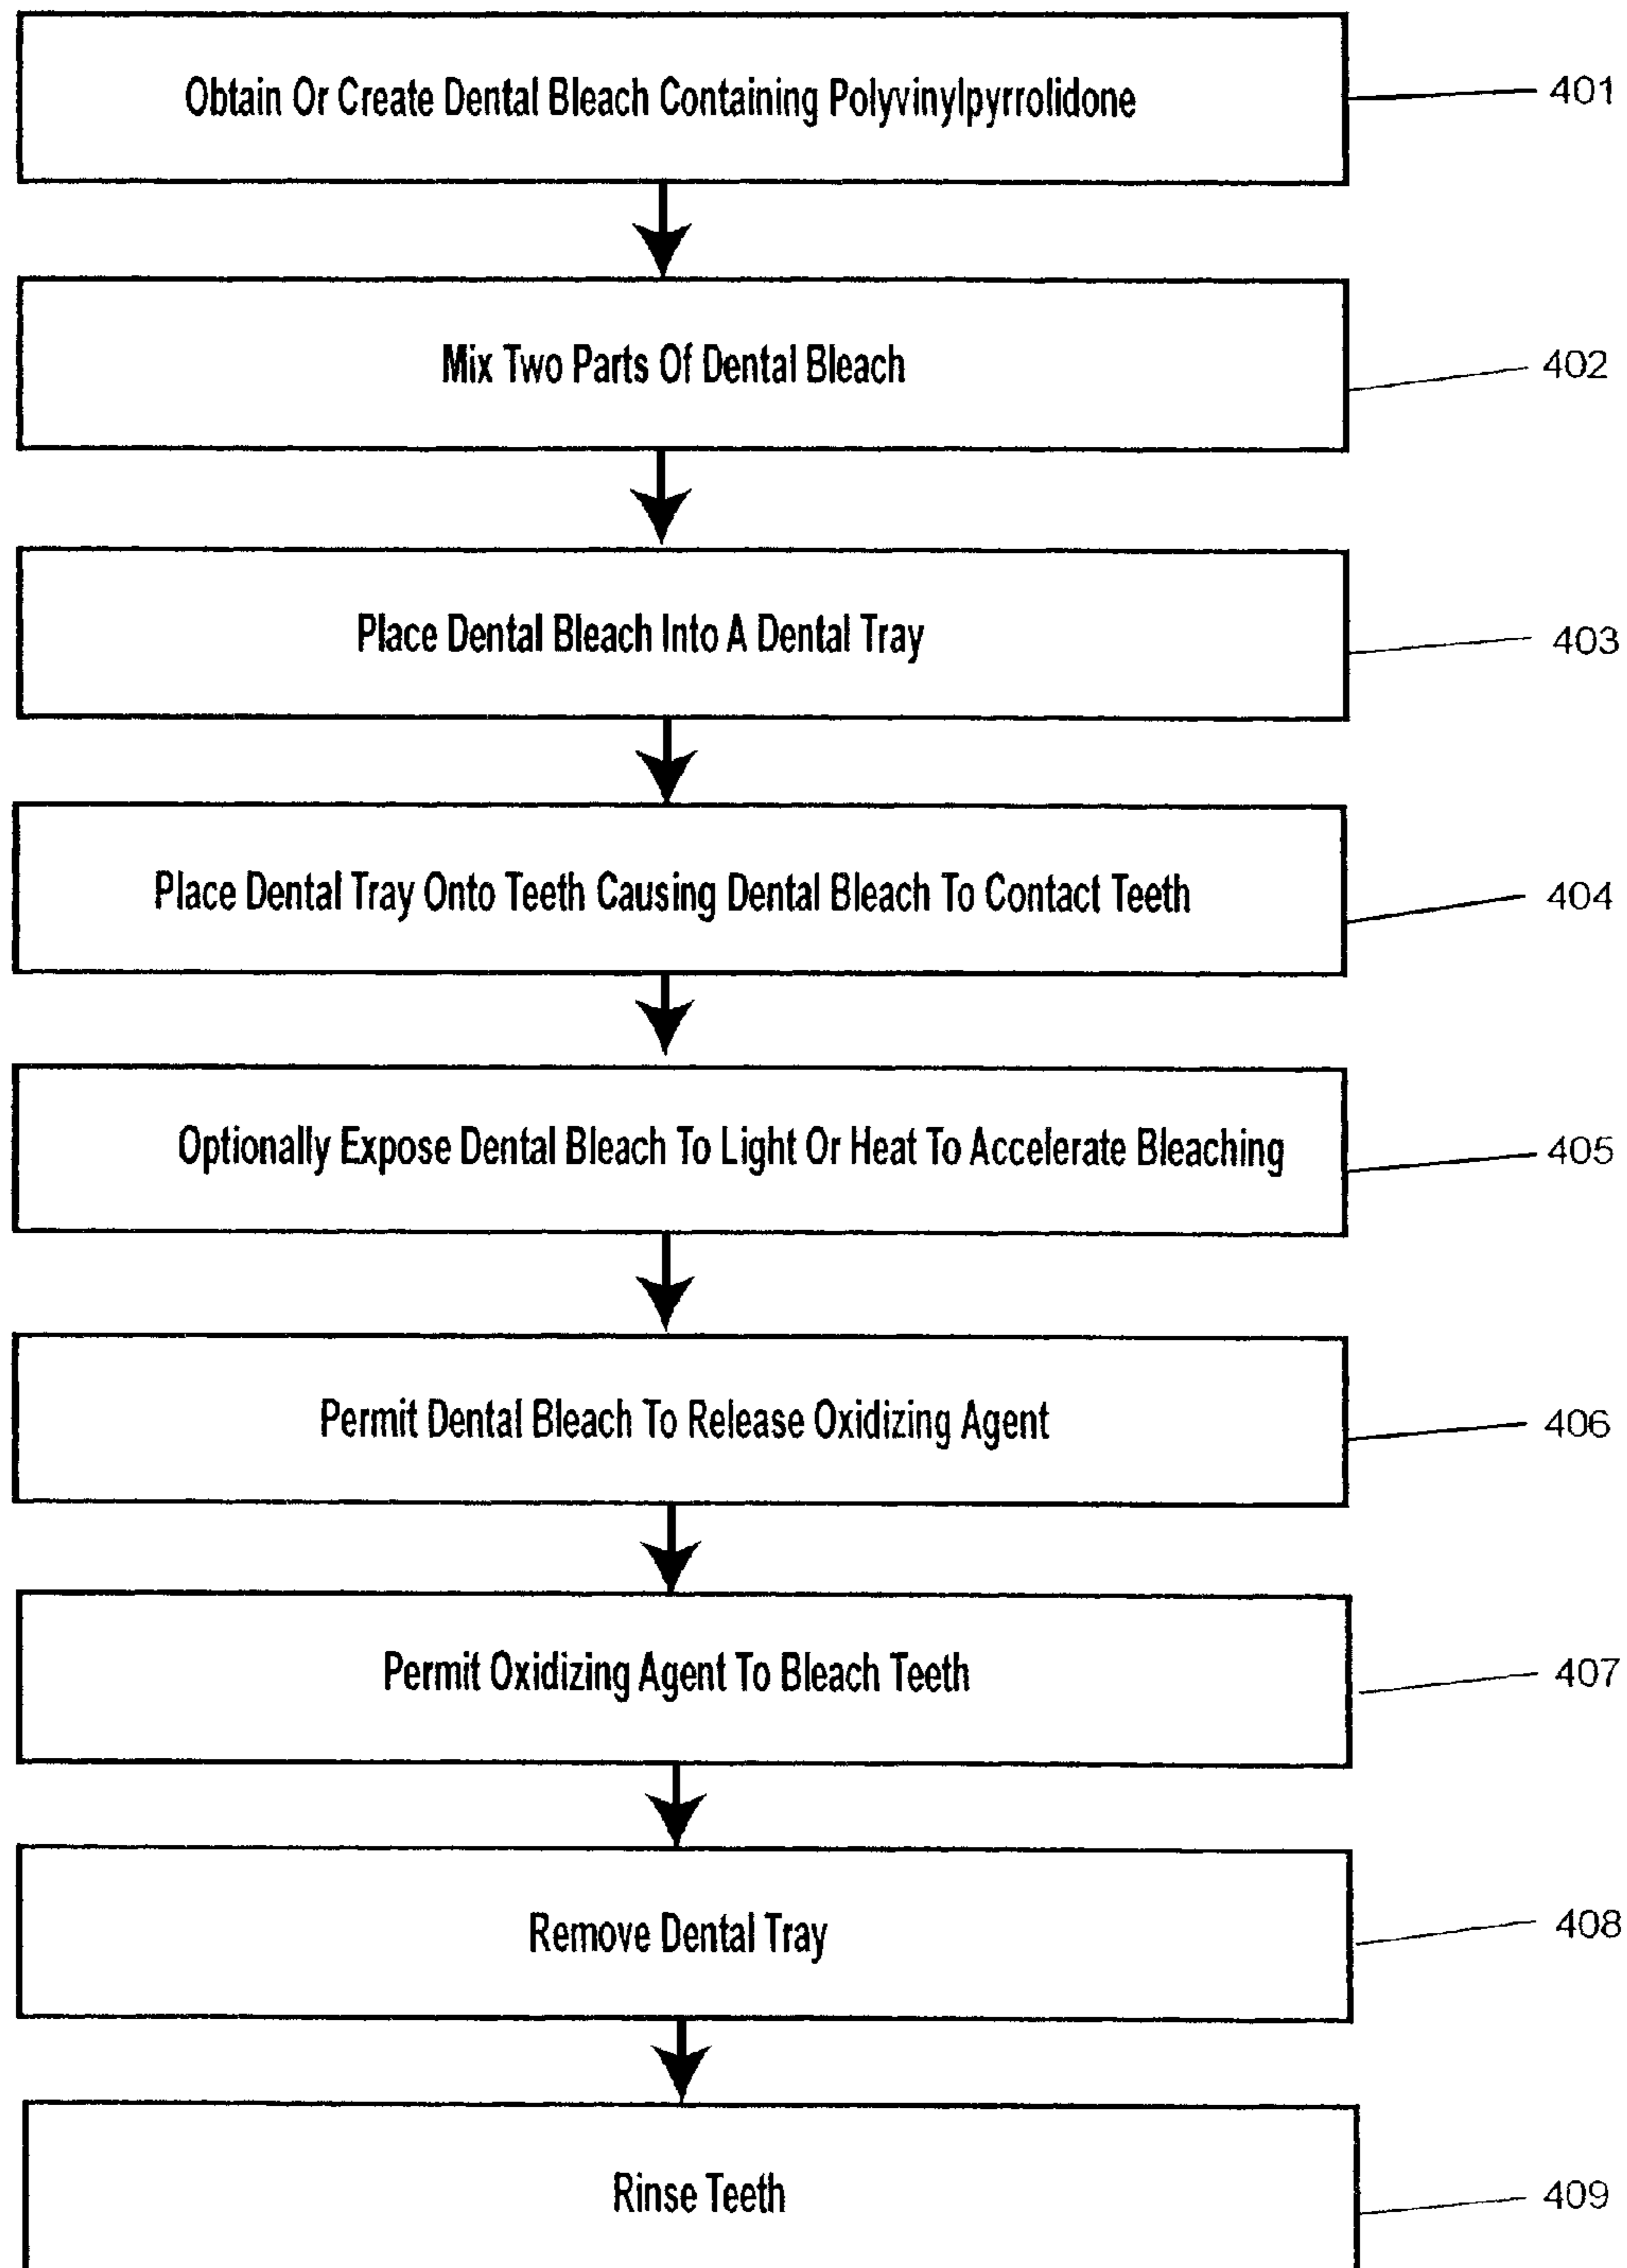 Obtain Or Create Dental Bleach Containing Polyvinylpyrrolidone
401
Mix Two Parts Of Dental Bleach
402
Place Dental Bleach Into A Dental Tray
403
Place Dental Tray Onto Teeth Causing Dental Bleach To Contact Teeth
404
Optionally Expose Dental Bleach To Light Or Heat To Accelerate Bleaching
405
Permit Dental Bleach To Release Oxidizing Agent
406
Permit Oxidizing Agent To Bleach Teeth
407
Remove Dental Tray
408
Rinse Teeth
409